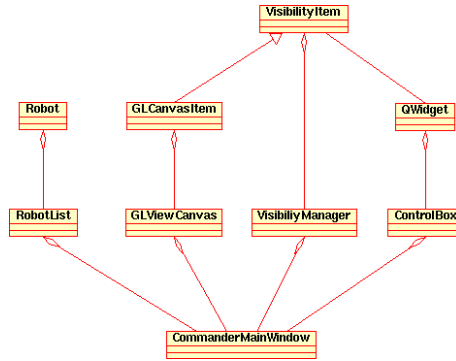 VisibilityItem
Robot
GLCanvasItem
QWidget
RobotList
GLViewCanvas
VisibiliyManager
ControlBox
CommanderMainWindow